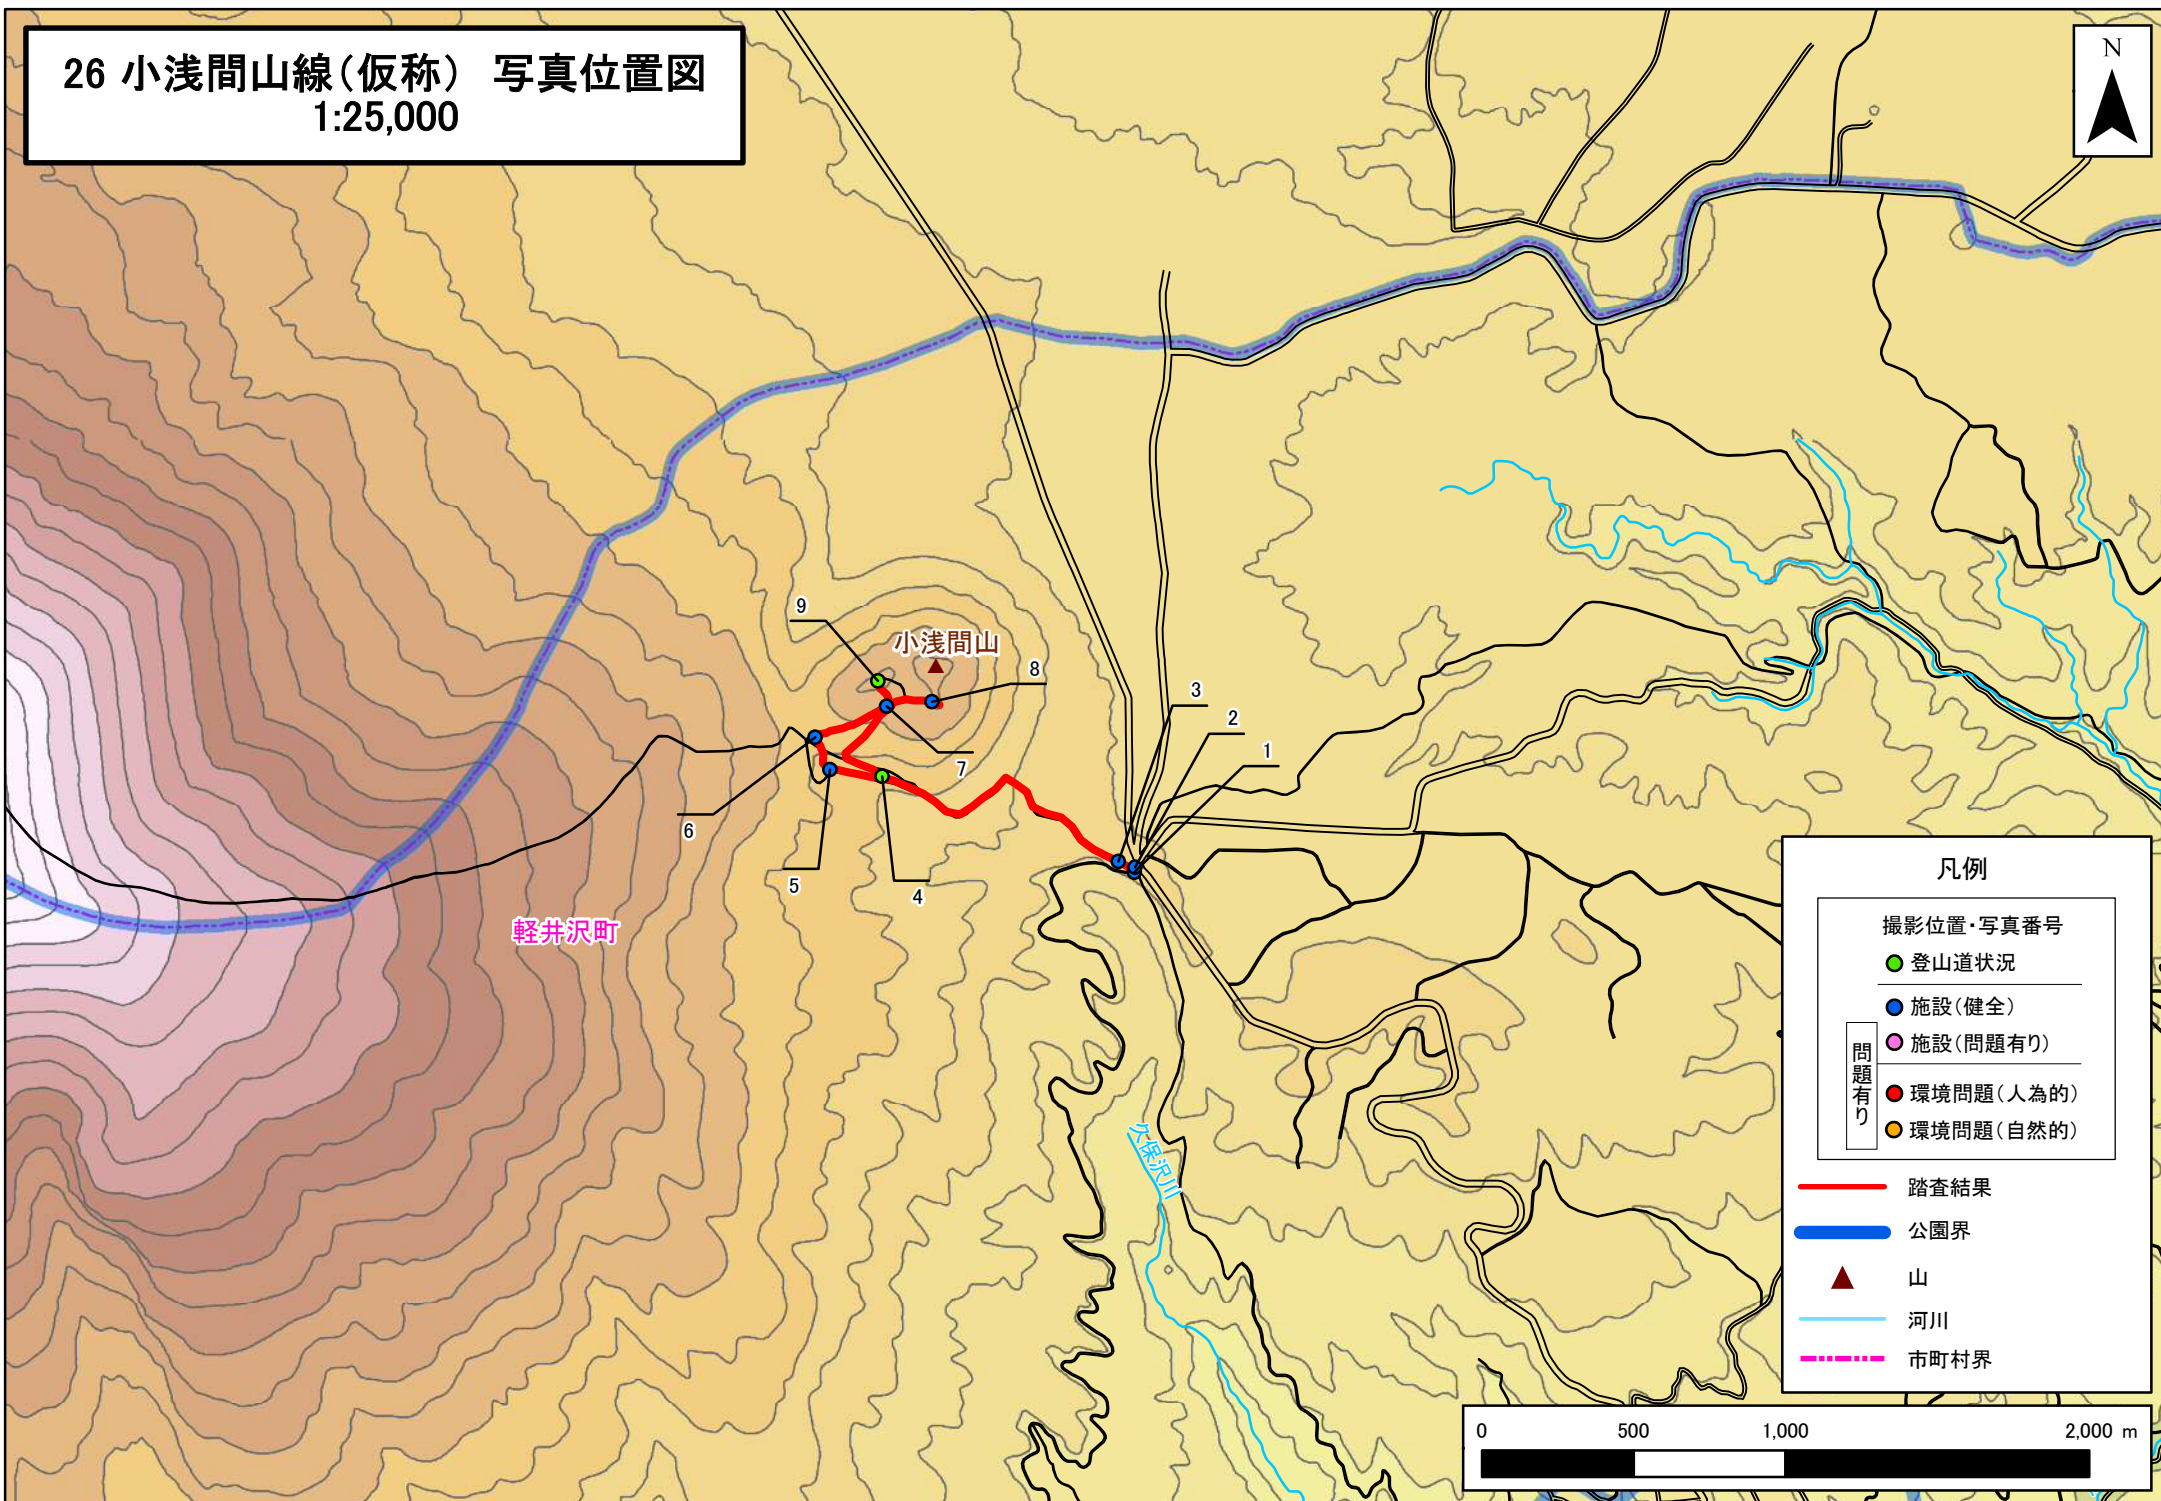 26 小浅間山線(仮称) 写真位置図
1:25,000
N
9
小浅間山
8
3
2
1
7
6
5
4
軽井沢町
久保沢川
凡例
撮影位置・写真番号
登山道状況
施設(健全)
施設(問題有り)
問題有り
環境問題(人為的)
環境問題(自然的)
踏査結果
公園界
山
河川
市町村界
0 500 1,000 2,000 m